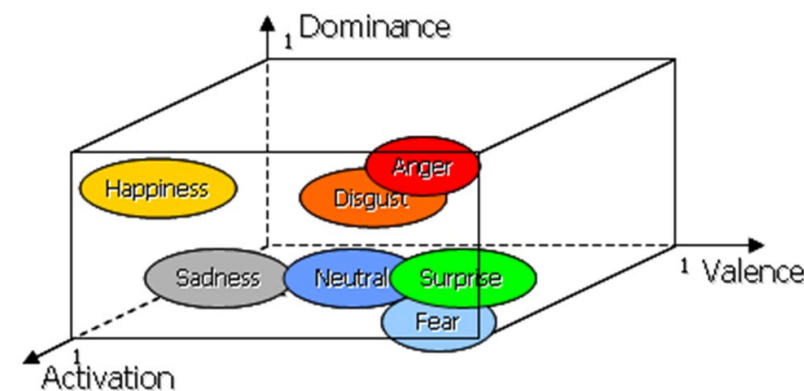 1 Dominance
Anger
Happiness
Disgust
Sadness
Neutral
Surprise
1 Valence
Fear
1
Activation